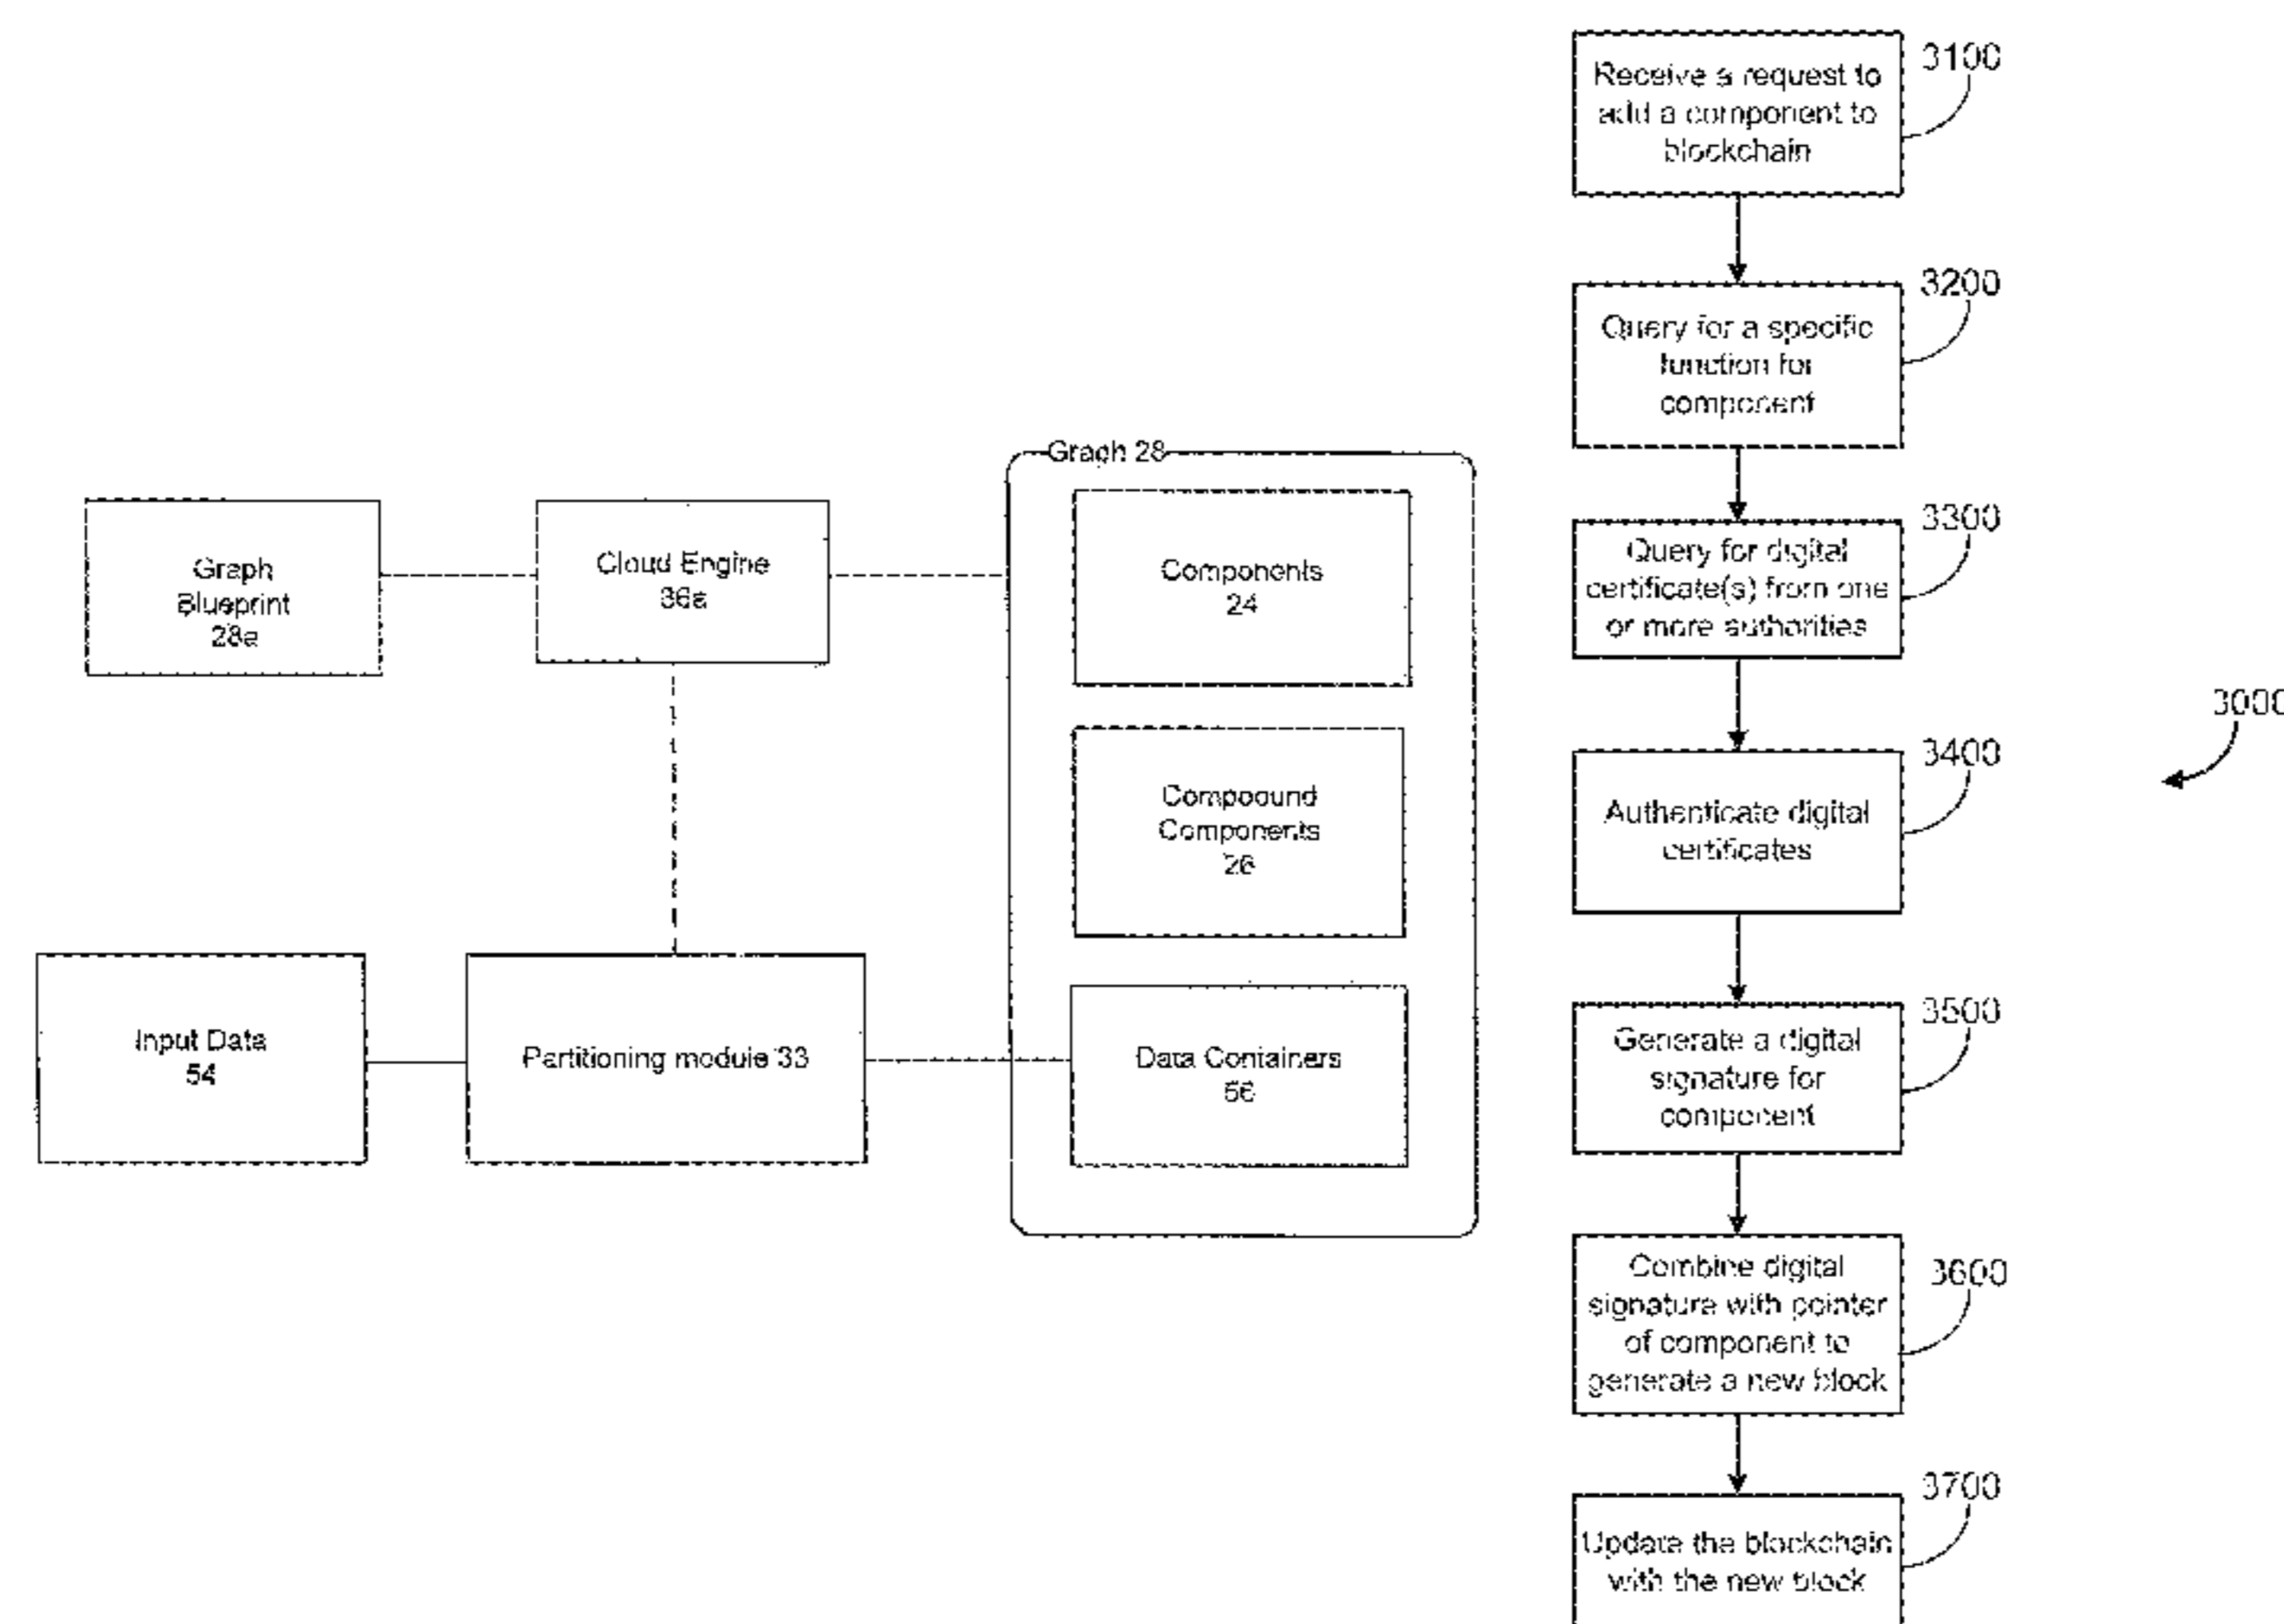 Graph
Blueprint
28a
Cloud Engine
36a
Graph 28
Components
24
Compound
Components
26
Input Data
54
Partitioning module 33
Data Containers
56
Receive a request to
add a component to
blockchain
3100
Query for a specific
function for
component
3200
Query for digital
certificate(s) from one
or more authorities
3300
Authenticate digital
certificates
3400
Generate a digital
signature for
component
3500
Combine digital
signature with pointer
of component to
generate a new block
3600
Update the blockchain
with the new block
3700
3000